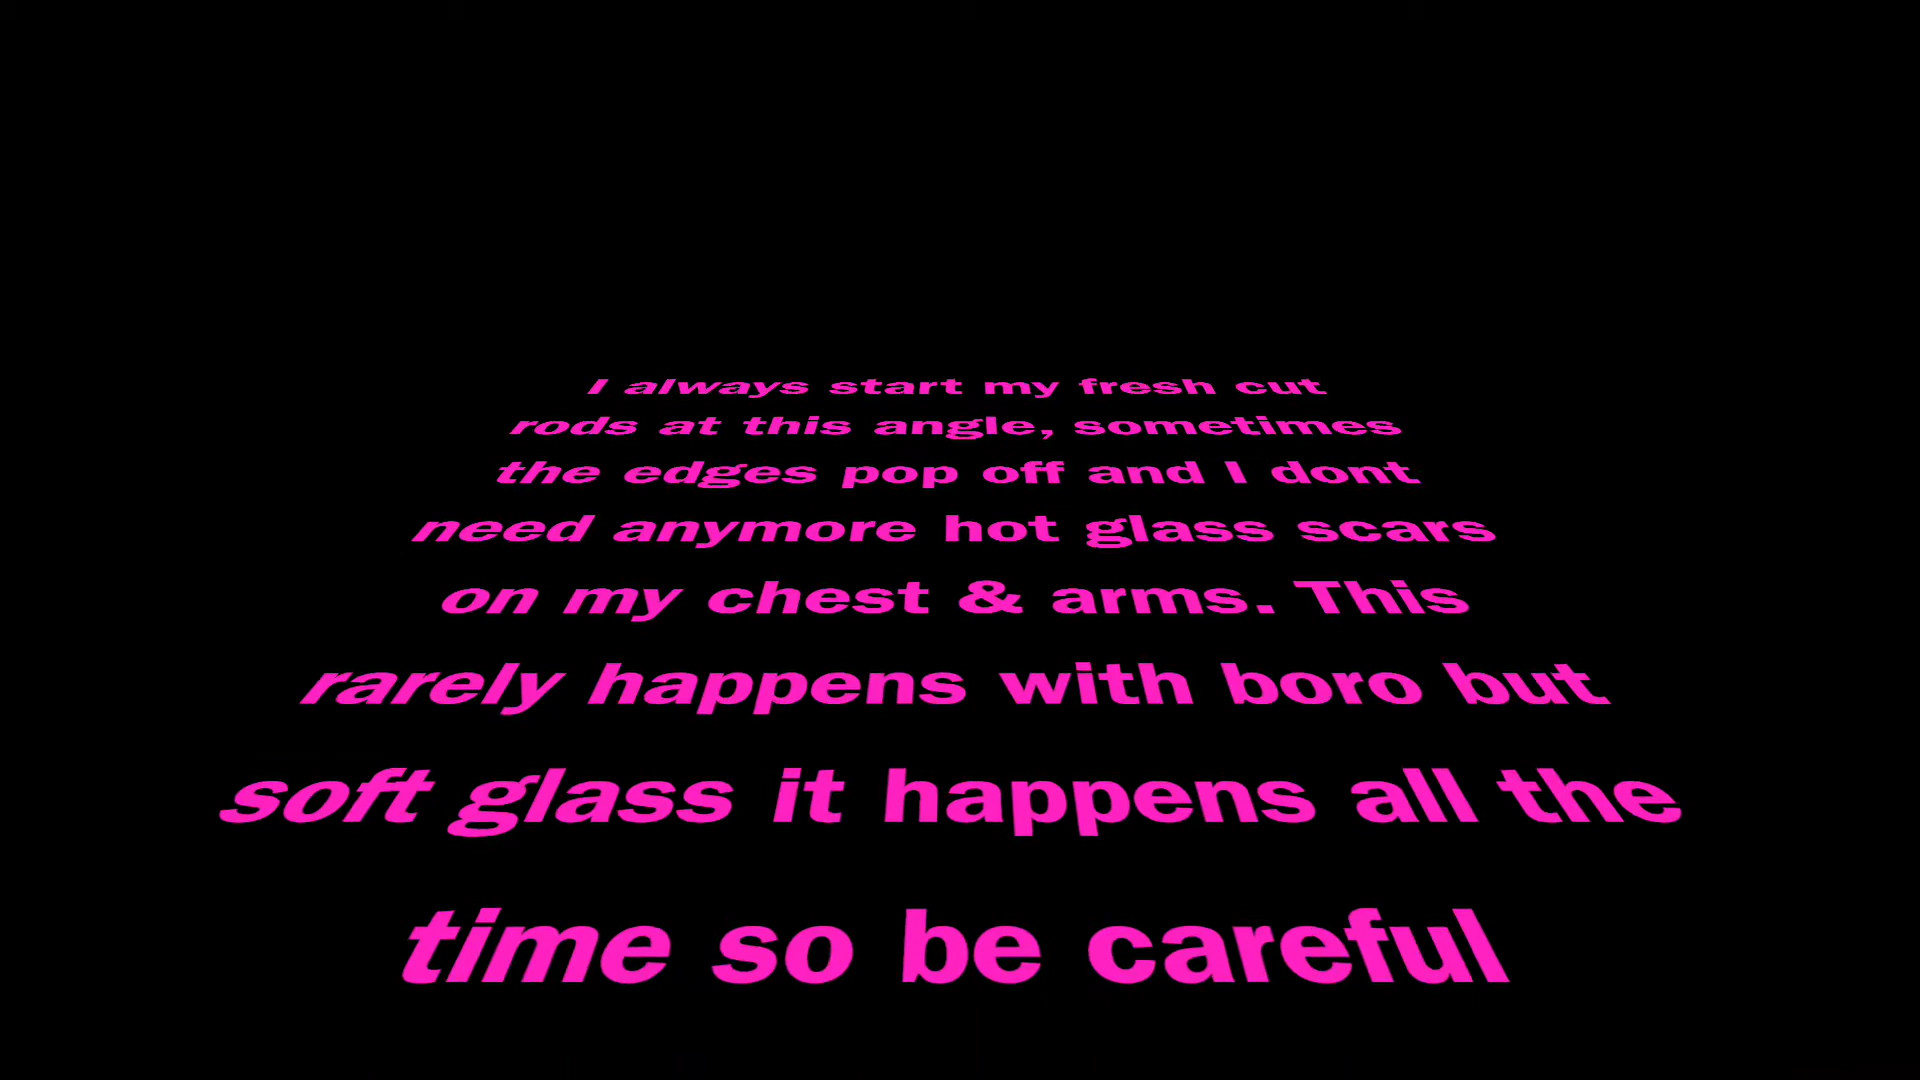 I always start my fresh cut
rods at this angle, sometimes
the edges pop off and I dont
need anymore hot glass scars
on my chest & arms. This
rarely happens with boro but
soft glass it happens all the
time so be careful